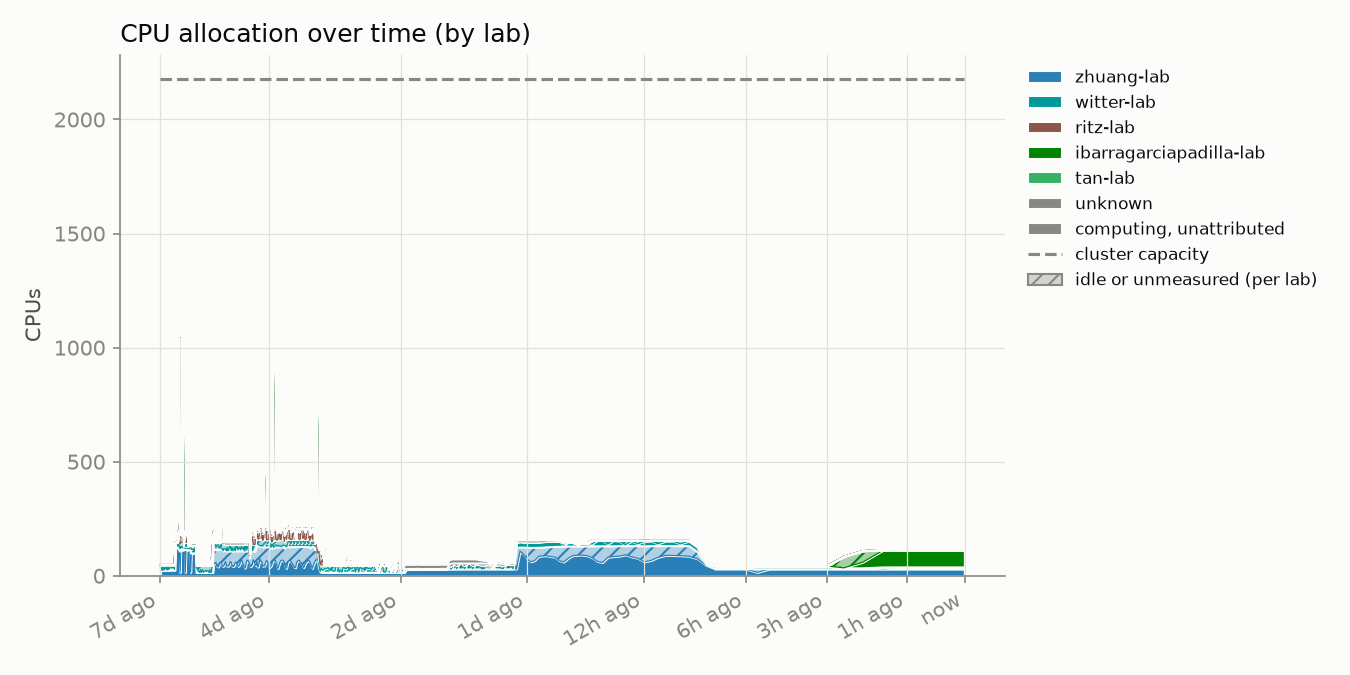 CPU allocation over time (by lab)
zhuang-lab
witter-lab
ritz-lab
ibarragarciapadilla-lab
tan-lab
unknown
computing, unattributed
cluster capacity
idle or unmeasured (per lab)
CPUs
2000
1500
1000
500
0
7d ago
4d ago
2d ago
1d ago
12h ago
6h ago
3h ago
1h ago
now